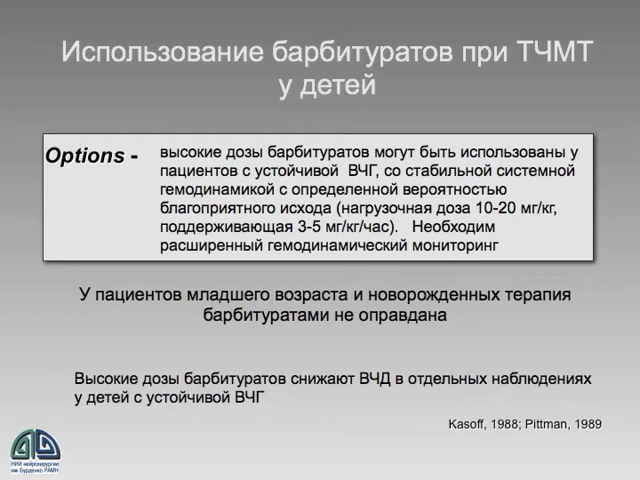 Использование барбитуратов при ТЧМТ
у детей
Options -
высокие дозы барбитуратов могут быть использованы у
пациентов с устойчивой ВЧГ, со стабильной системной
гемодинамикой с определенной вероятностью
благоприятного исхода (нагрузочная доза 10-20 мг/кг,
поддерживающая 3-5 мг/кг/час). Необходим
расширенный гемодинамический мониторинг
У пациентов младшего возраста и новорожденных терапия
барбитуратами не оправдана
Высокие дозы барбитуратов снижают ВЧД в отдельных наблюдениях
у детей с устойчивой ВЧГ
Kasoff, 1988; Pittman, 1989
НИИ нейрохирургии
им Бурденко РАМН